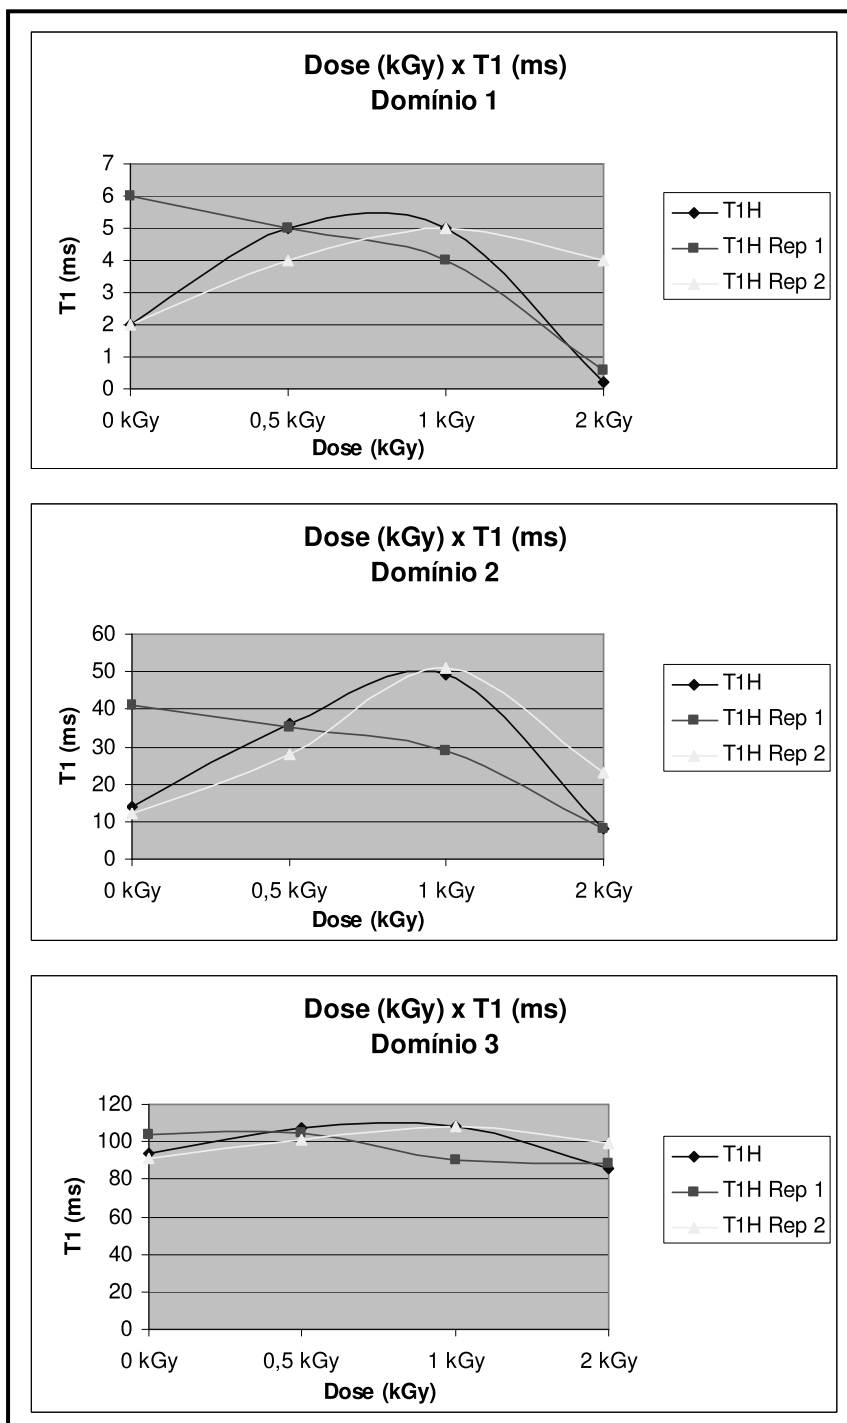 Dose (kGy) x T1 (ms)
Domínio 1
7
6
5
4
3
2
1
0
T1 (ms)
0 kGy 0,5 kGy 1 kGy 2 kGy
Dose (kGy)
T1H
T1H Rep 1
T1H Rep 2
Dose (kGy) x T1 (ms)
Domínio 2
60
50
40
30
20
10
0
T1 (ms)
0 kGy 0,5 kGy 1 kGy 2 kGy
Dose (kGy)
T1H
T1H Rep 1
T1H Rep 2
Dose (kGy) x T1 (ms)
Domínio 3
120
100
80
60
40
20
0
T1 (ms)
0 kGy 0,5 kGy 1 kGy 2 kGy
Dose (kGy)
T1H
T1H Rep 1
T1H Rep 2